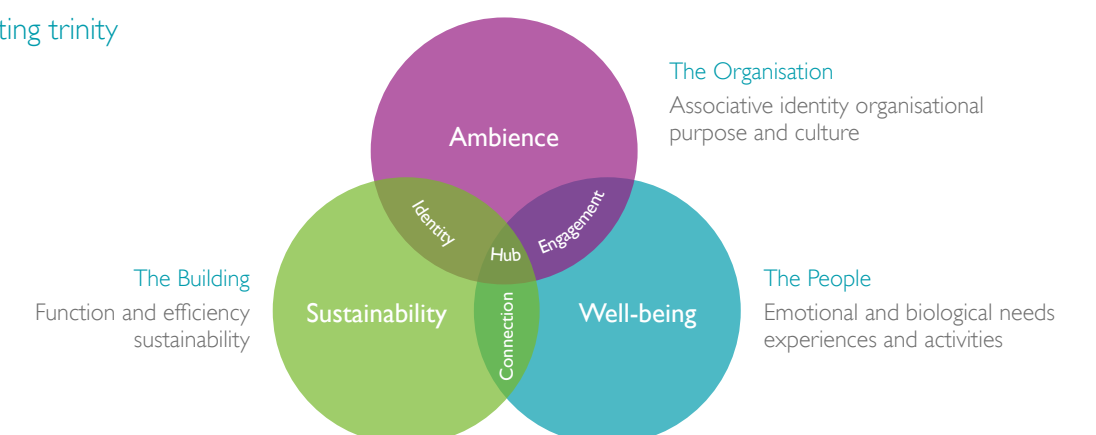 ting trinity
The Organisation
Associative identity organisational
purpose and culture
Ambience
Identity
Engagement
Hub
The Building
Function and efficiency
sustainability
Sustainability
Connection
Well-being
The People
Emotional and biological needs
experiences and activities